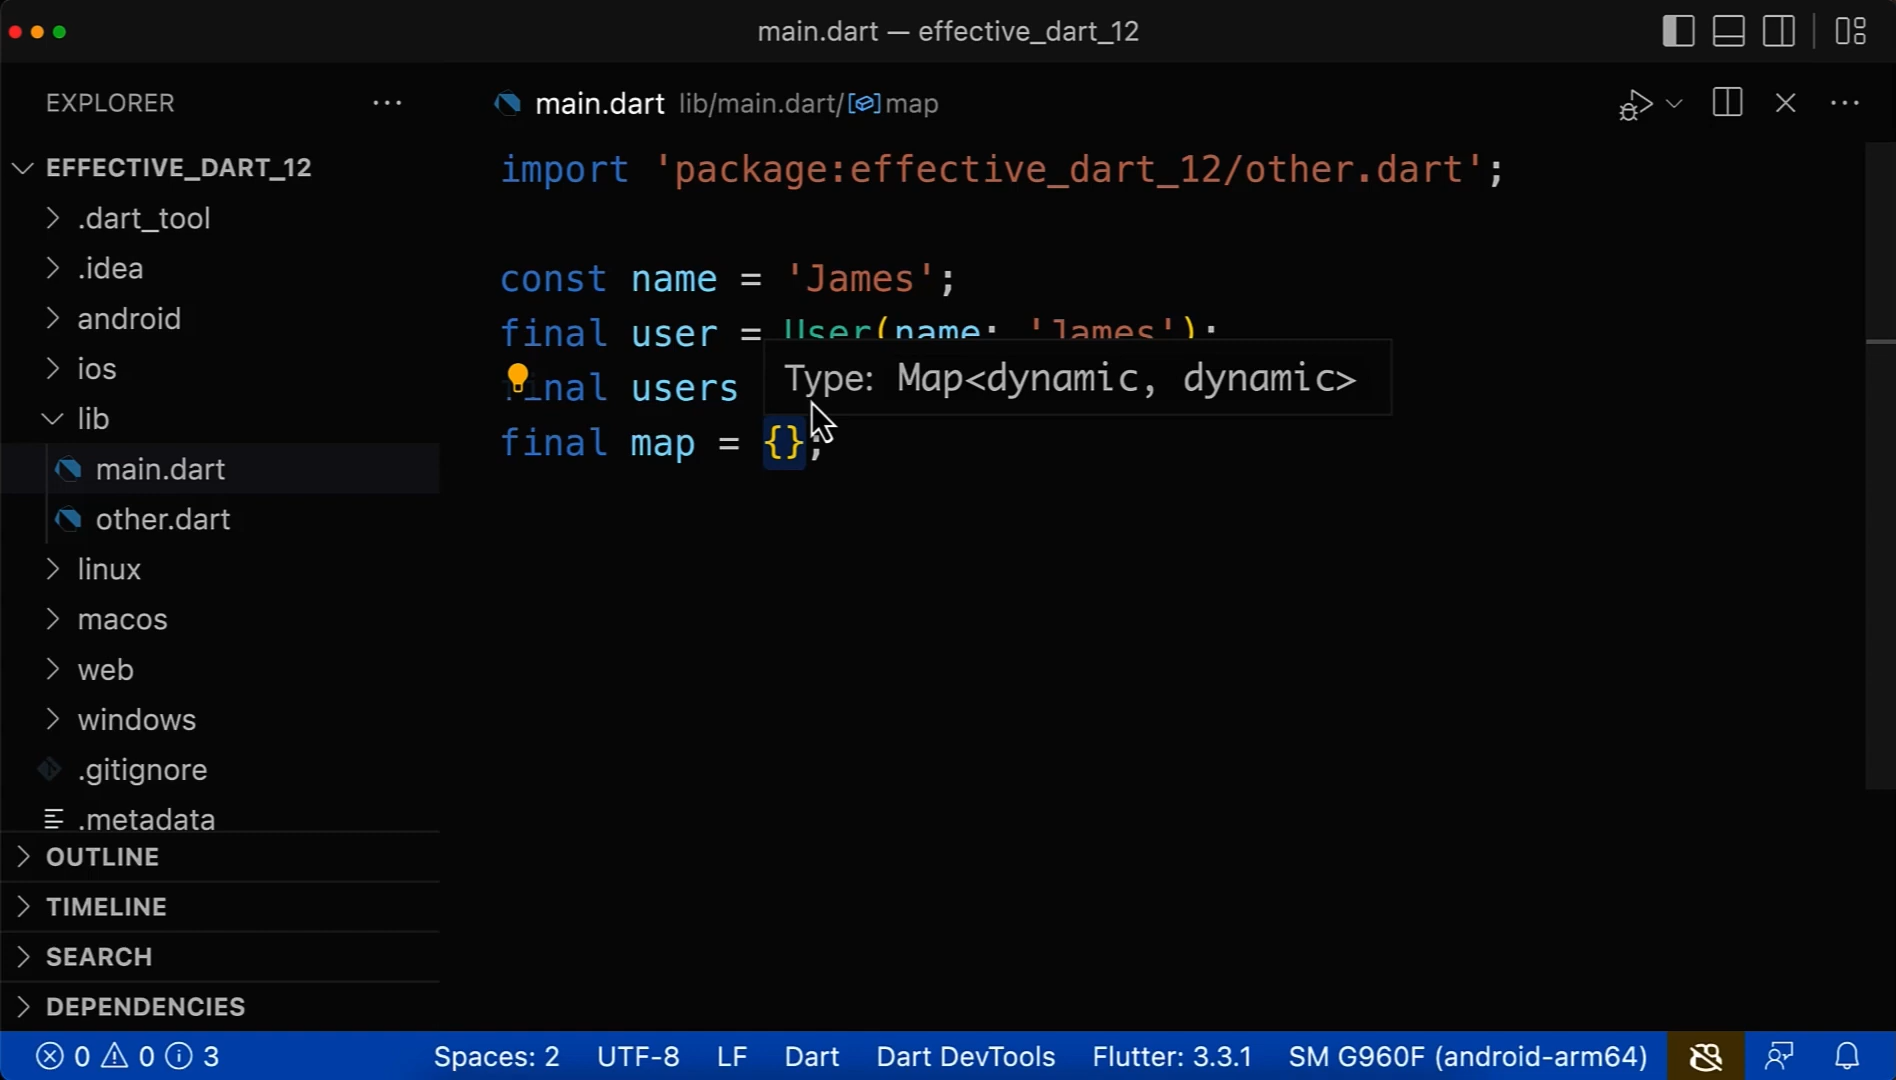 main.dart — effective_dart_12
EXPLORER
EFFECTIVE_DART_12
.dart_tool
.idea
android
ios
lib
main.dart
other.dart
linux
macos
web
windows
.gitignore
.metadata
OUTLINE
TIMELINE
SEARCH
DEPENDENCIES
main.dart lib/main.dart/map
import 'package:effective_dart_12/other.dart';
const name = 'James';
final user = User(name: 'James');
final users
Type: Map<dynamic, dynamic>
final map = {};
0 0 3 Spaces: 2 UTF-8 LF Dart Dart DevTools Flutter: 3.3.1 SM G960F (android-arm64)